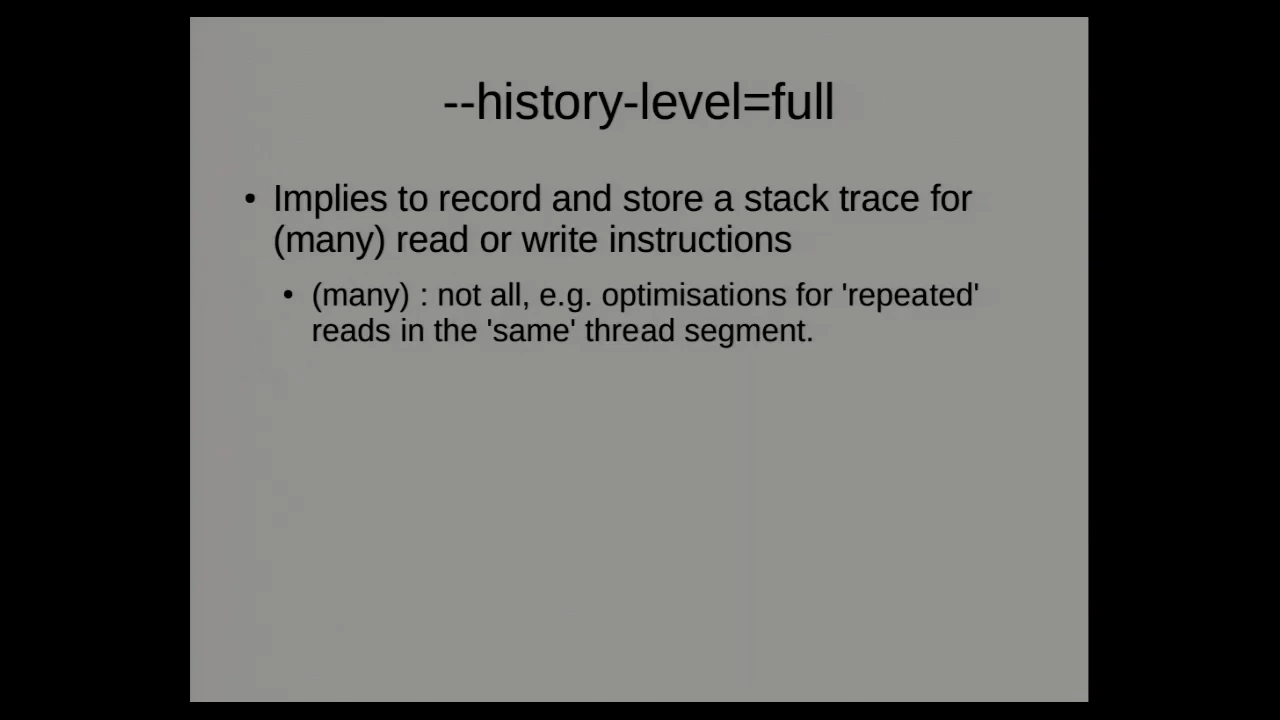 --history-level=full
• Implies to record and store a stack trace for
(many) read or write instructions
• (many) : not all, e.g. optimisations for 'repeated'
reads in the 'same' thread segment.